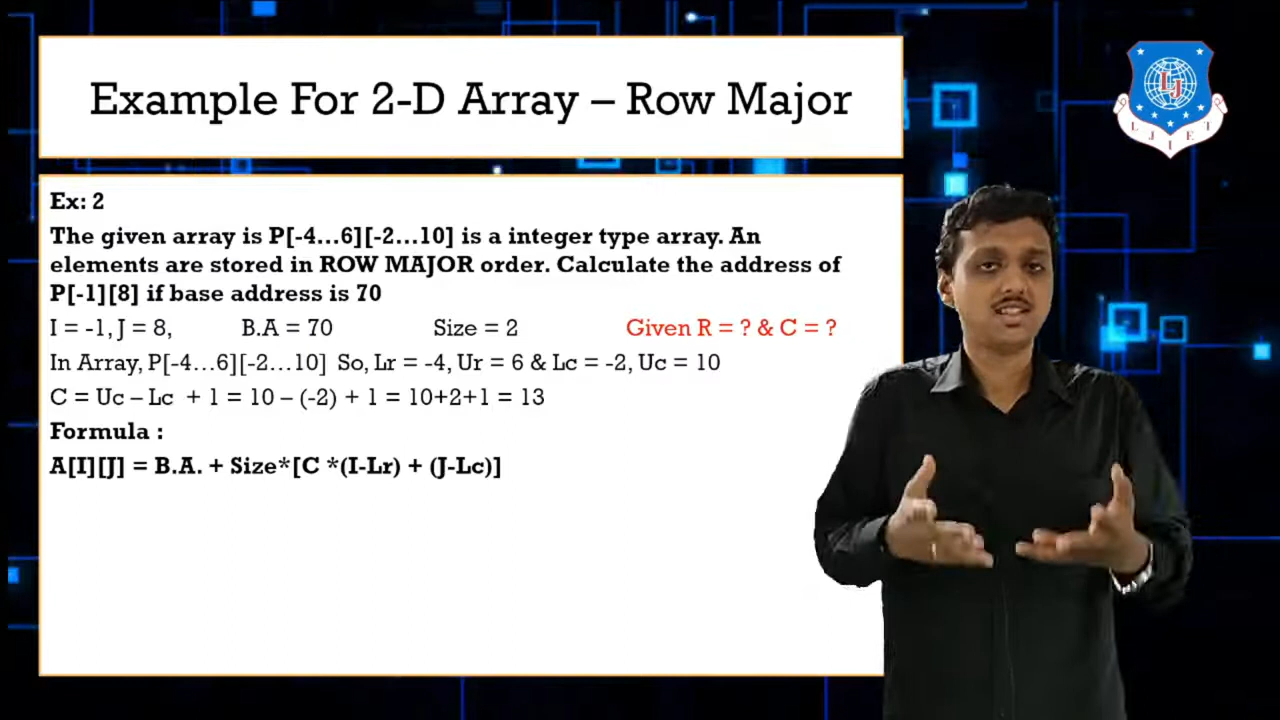 Example For 2-D Array – Row Major
Ex: 2
The given array is P[-4...6][-2...10] is a integer type array. An
elements are stored in ROW MAJOR order. Calculate the address of
P[-1][8] if base address is 70
I = -1, J = 8, B.A = 70 Size = 2 Given R = ? & C = ?
In Array, P[-4...6][-2...10] So, Lr = -4, Ur = 6 & Lc = -2, Uc = 10
C = Uc – Lc + 1 = 10 – (-2) + 1 = 10+2+1 = 13
Formula :
A[I][J] = B.A. + Size*[C *(I-Lr) + (J-Lc)]
LJ
L J I E T